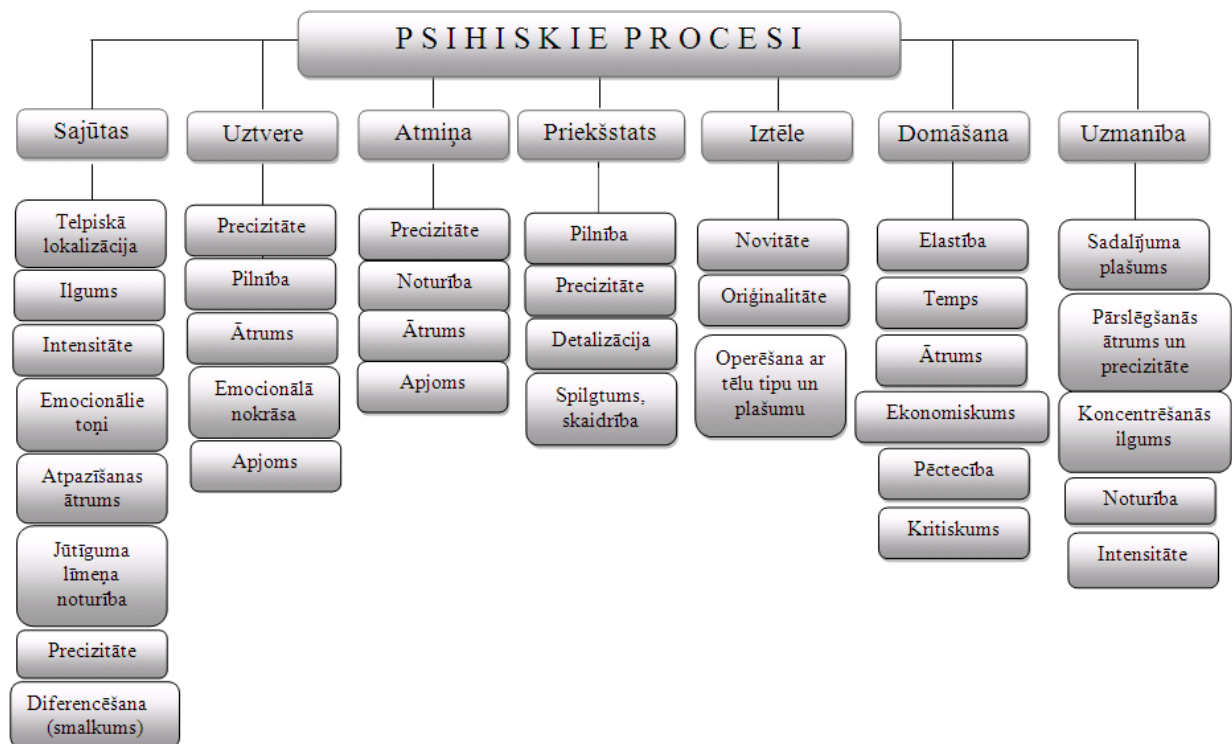 P S I H I S K I E P R O C E S I
Sajūtas
Telpiskā
lokalizācija
Ilgums
Intensitāte
Emocionālie
toņi
Atpazīšanas
ātrums
Jūtīguma
līmeņa
noturība
Precizitāte
Diferencēšana
(smalkums)
Uztvere
Precizitāte
Pilnība
Ātrums
Emocionālā
nokrāsa
Apjoms
Atmiņa
Precizitāte
Noturība
Ātrums
Apjoms
Priekšstats
Pilnība
Precizitāte
Detalizācija
Spilgtums,
skaidrība
Iztēle
Novitāte
Oriģinalitāte
Operēšana ar
tēlu tipu un
plašumu
Domāšana
Elastība
Temps
Ātrums
Ekonomiskums
Pēctecība
Kritiskums
Uzmanība
Sadalījuma
plašums
Pārslēgšanās
ātrums un
precizitāte
Koncentrēšanās
ilgums
Noturība
Intensitāte